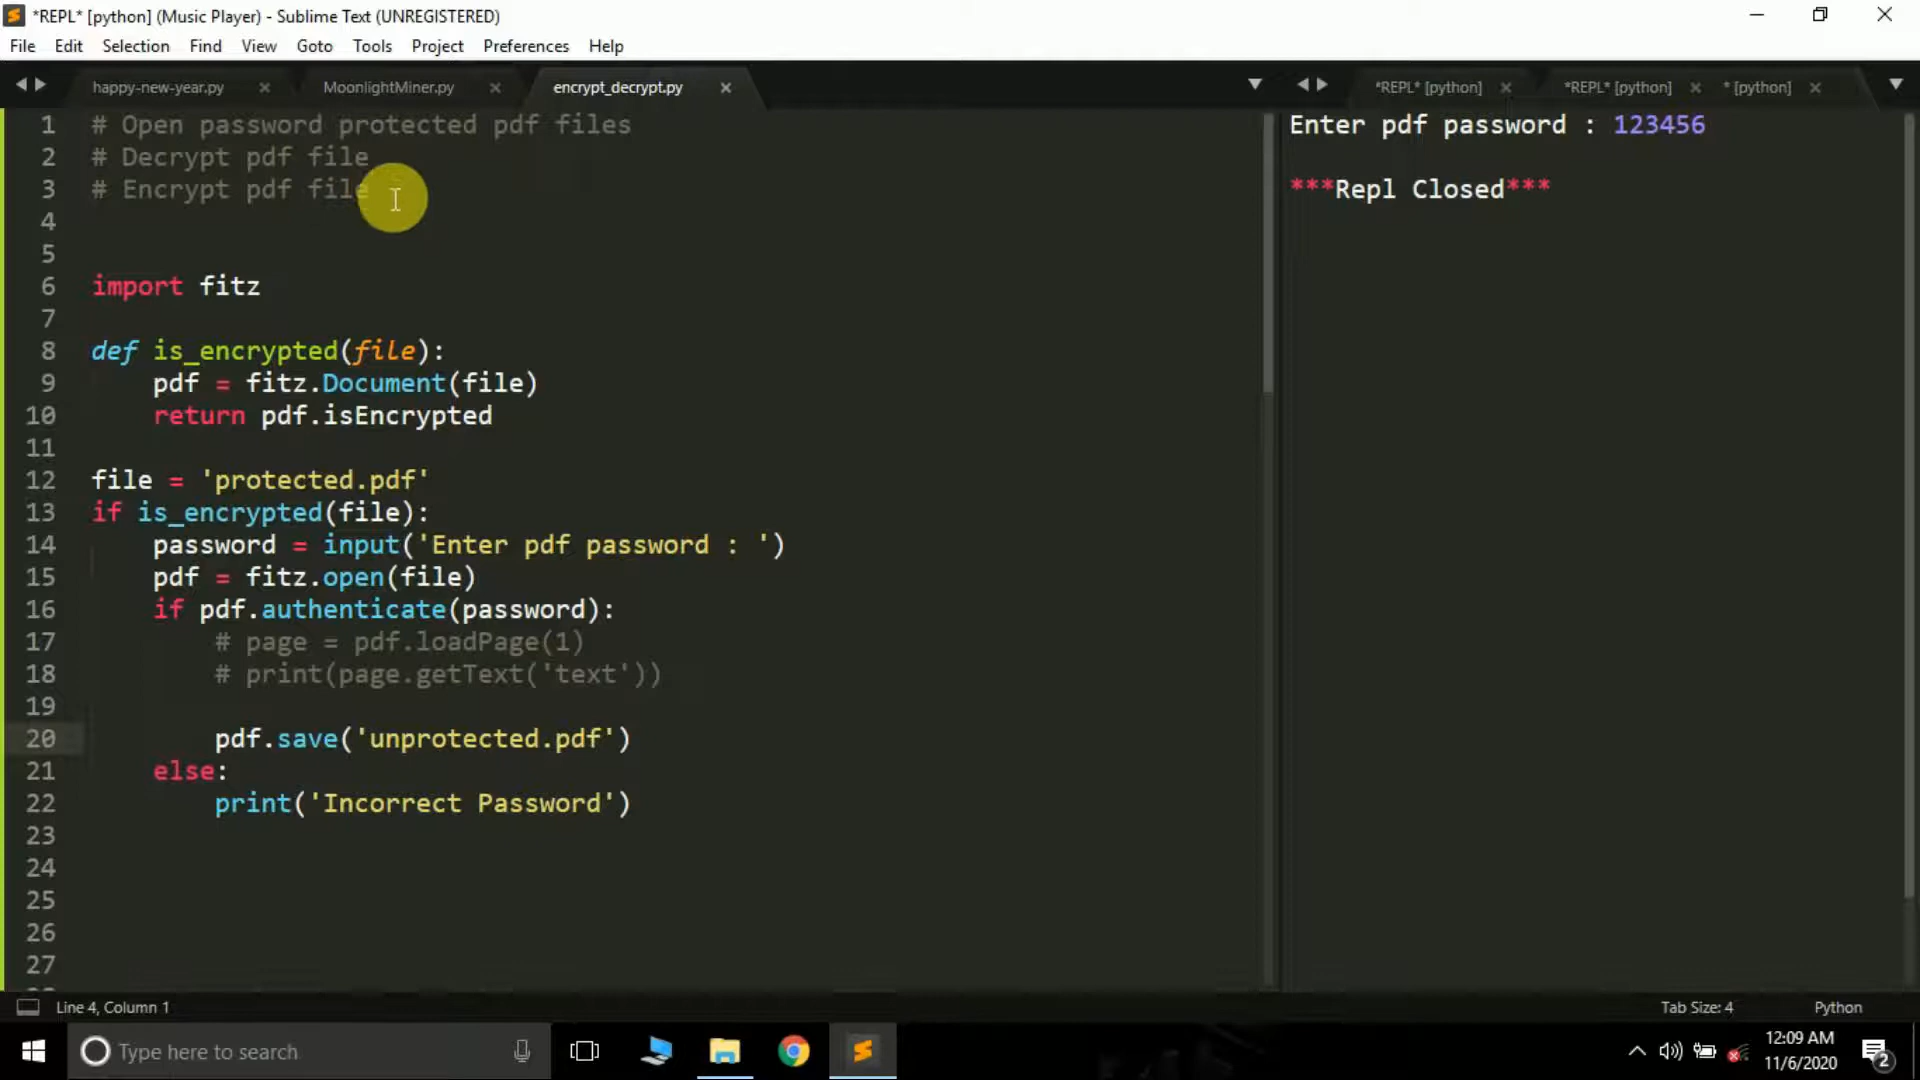 *REPL* [python] (Music Player) - Sublime Text (UNREGISTERED)
File Edit Selection Find View Goto Tools Project Preferences Help
happy-new-year.py MoonlightMiner.py encrypt_decrypt.py
*REPL* [python] *REPL* [python] * [python]
1 # Open password protected pdf files
2 # Decrypt pdf file
3 # Encrypt pdf file
4
5
6 import fitz
7
8 def is_encrypted(file):
9 pdf = fitz.Document(file)
10 return pdf.isEncrypted
11
12 file = 'protected.pdf'
13 if is_encrypted(file):
14 password = input('Enter pdf password : ')
15 pdf = fitz.open(file)
16 if pdf.authenticate(password):
17 # page = pdf.loadPage(1)
18 # print(page.getText('text'))
19
20 pdf.save('unprotected.pdf')
21 else:
22 print('Incorrect Password')
23
24
25
26
27
Enter pdf password : 123456
***Repl Closed***
Line 4, Column 1
Tab Size: 4 Python
Type here to search
12:09 AM
11/6/2020
2